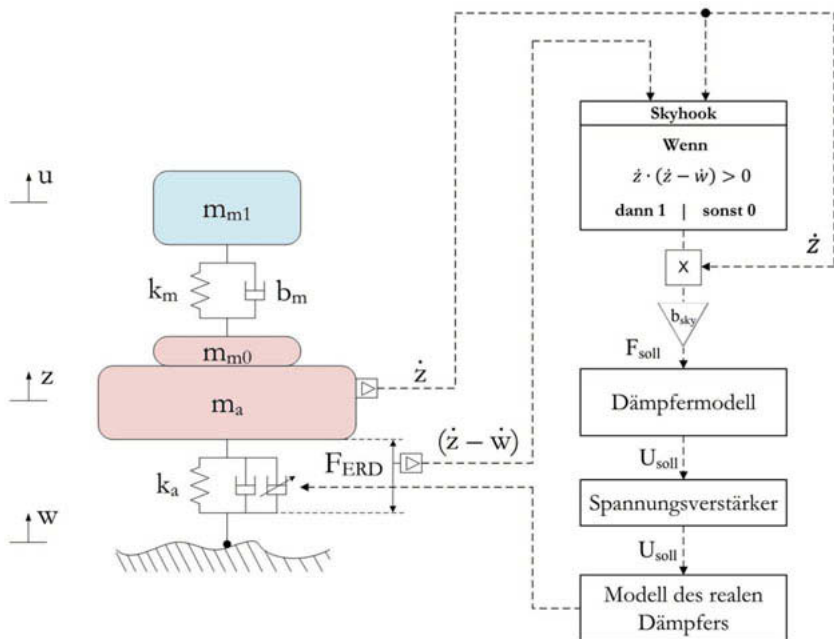 u
m_m1
k_m
b_m
m_m0
z
m_a
ż
(ż − ẇ)
F_ERD
k_a
w
Skyhook
Wenn
ż · (ż − ẇ) > 0
dann 1 | sonst 0
ż
X
b_sky
F_soll
Dämpfermodell
U_soll
Spannungsverstärker
U_soll
Modell des realen
Dämpfers